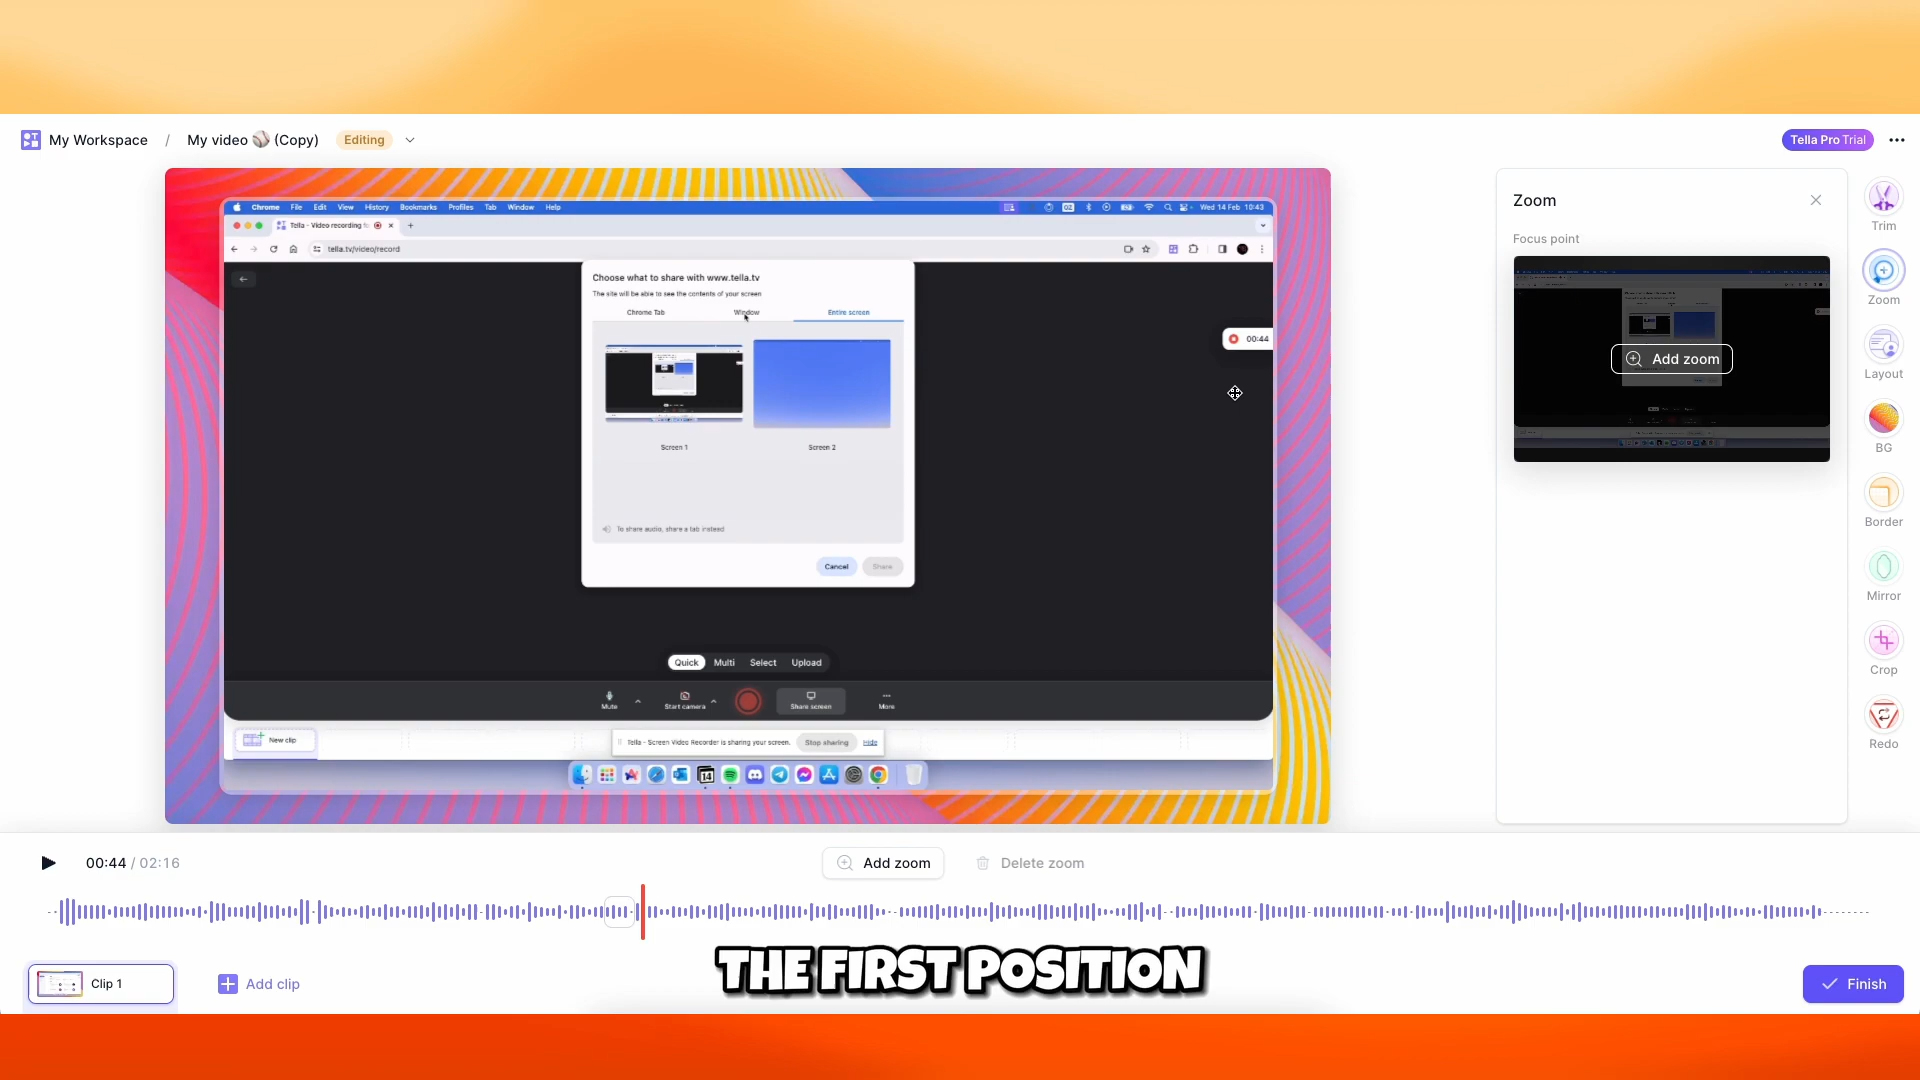 My Workspace / My video ⚾ (Copy) Editing
Tella Pro Trial
Chrome File Edit View History Bookmarks Profiles Tab Window Help
Wed 14 Feb 10:43
Tella - Video recording fo
tella.tv/video/record
Choose what to share with www.tella.tv
The site will be able to see the contents of your screen
Chrome Tab Window Entire screen
00:44
Screen 1 Screen 2
To share audio, share a tab instead
Cancel Share
Quick Multi Select Upload
Mute Start camera Share screen More
New clip
Tella - Screen Video Recorder is sharing your screen. Stop sharing Hide
14
Zoom
Focus point
Add zoom
Trim
Zoom
Layout
BG
Border
Mirror
Crop
Redo
00:44 / 02:16
Add zoom
Delete zoom
THE FIRST POSITION
Clip 1
Add clip
Finish